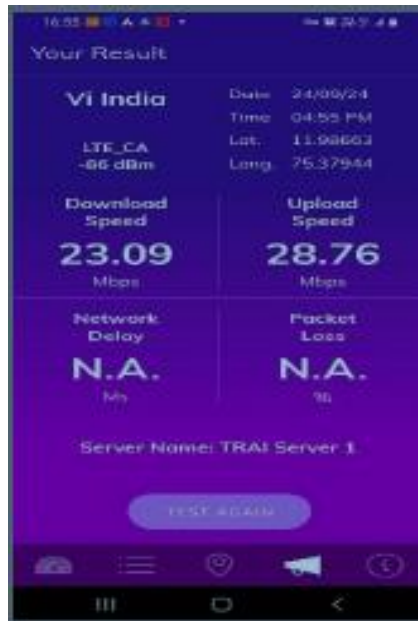 16:55
Your Result
Vi India
Date 24/09/24
Time 04:55 PM
LTE_CA
-86 dBm
Lat. 11.98663
Long. 75.37944
Download Speed
23.09
Mbps
Upload Speed
28.76
Mbps
Network Delay
N.A.
Ms
Packet Loss
N.A.
%
Server Name: TRAI Server 1
TEST AGAIN